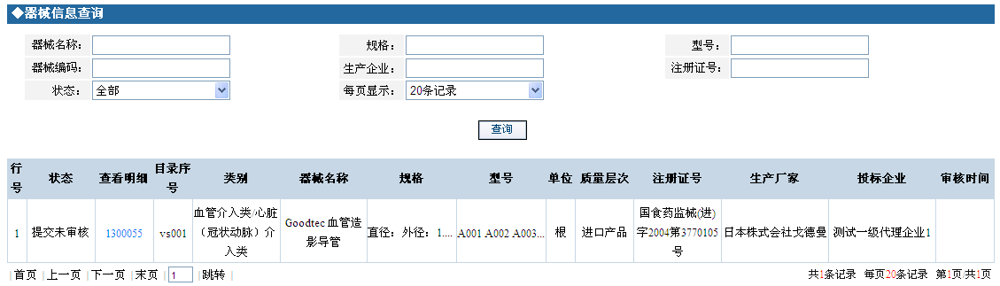 ◆器械信息查询
器械名称： 规格： 型号：
器械编码： 生产企业： 注册证号：
状态： 全部 每页显示： 20条记录
查询
行号 状态 查看明细 目录序号 类别 器械名称 规格 型号 单位 质量层次 注册证号 生产厂家 投标企业 审核时间
1 提交未审核 1300055 vs001 血管介入类/心脏（冠状动脉）介入类 Goodtec 血管造影导管 直径：外径：1.... A001 A002 A003... 根 进口产品 国食药监械(进)字2004第3770105号 日本株式会社戈德曼 测试一级代理企业1
| 首页 | 上一页 | 下一页 | 末页 | 1 | 跳转 | 共1条记录 每页20条记录 第1页/共1页